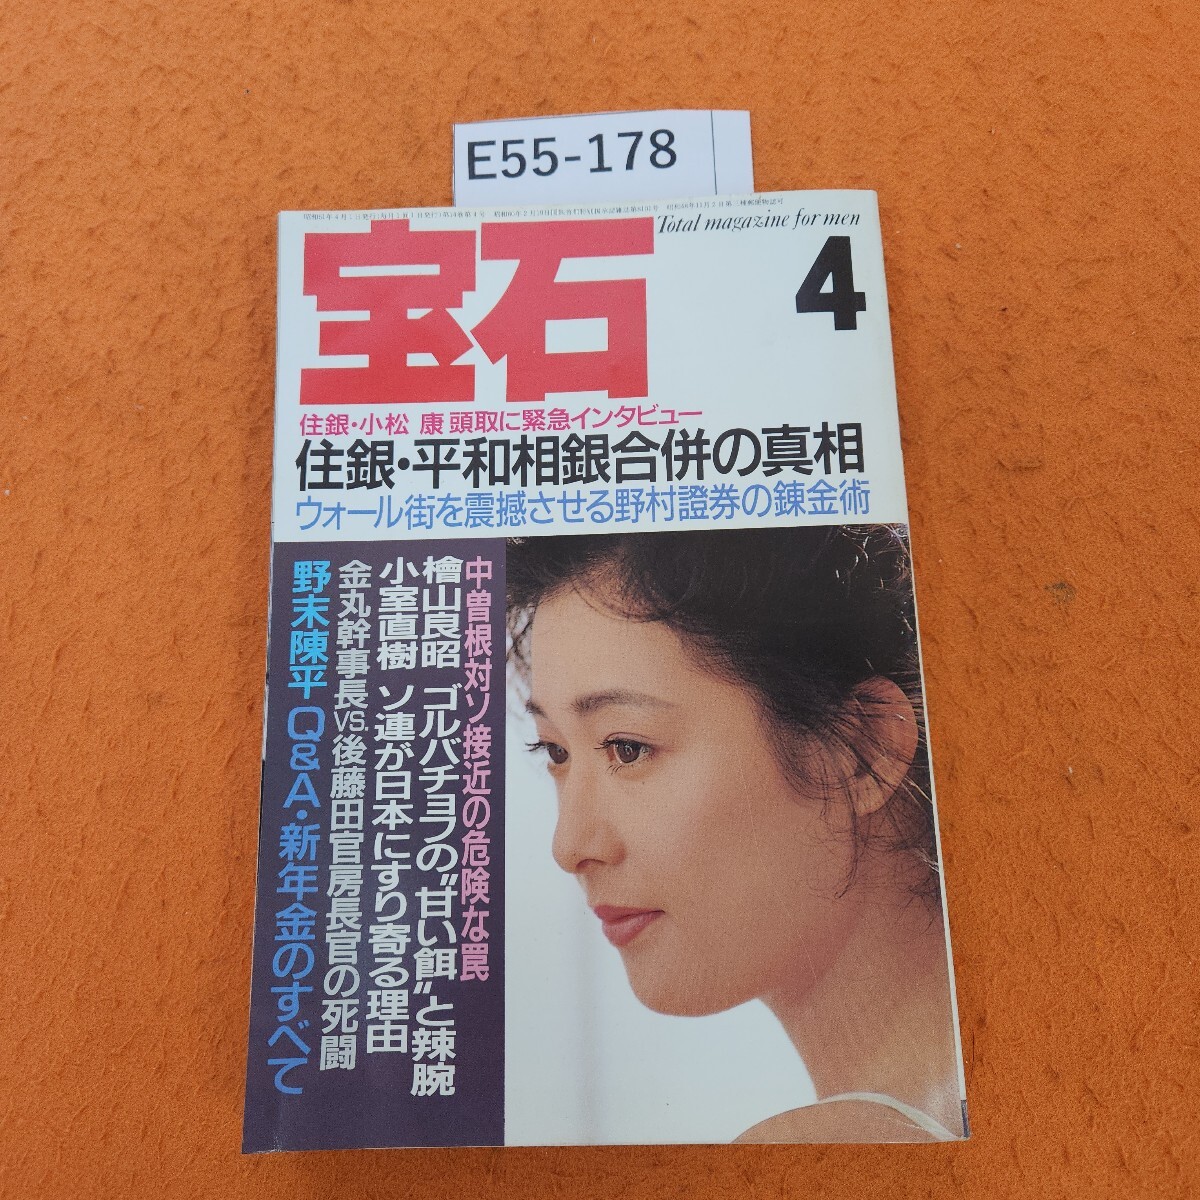 E55-178
Total magazine for men
宝石
4
住銀・小松 康 頭取に緊急インタビュー
住銀・平和相銀合併の真相
ウォール街を震撼させる野村證券の錬金術
中曽根対ソ接近の危険な罠
檜山良昭 ゴルバチョフの“甘い餌”と辣腕
小室直樹 ソ連が日本にすり寄る理由
金丸幹事長VS.後藤田官房長官の死闘
野末陳平 Q&A・新年金のすべて